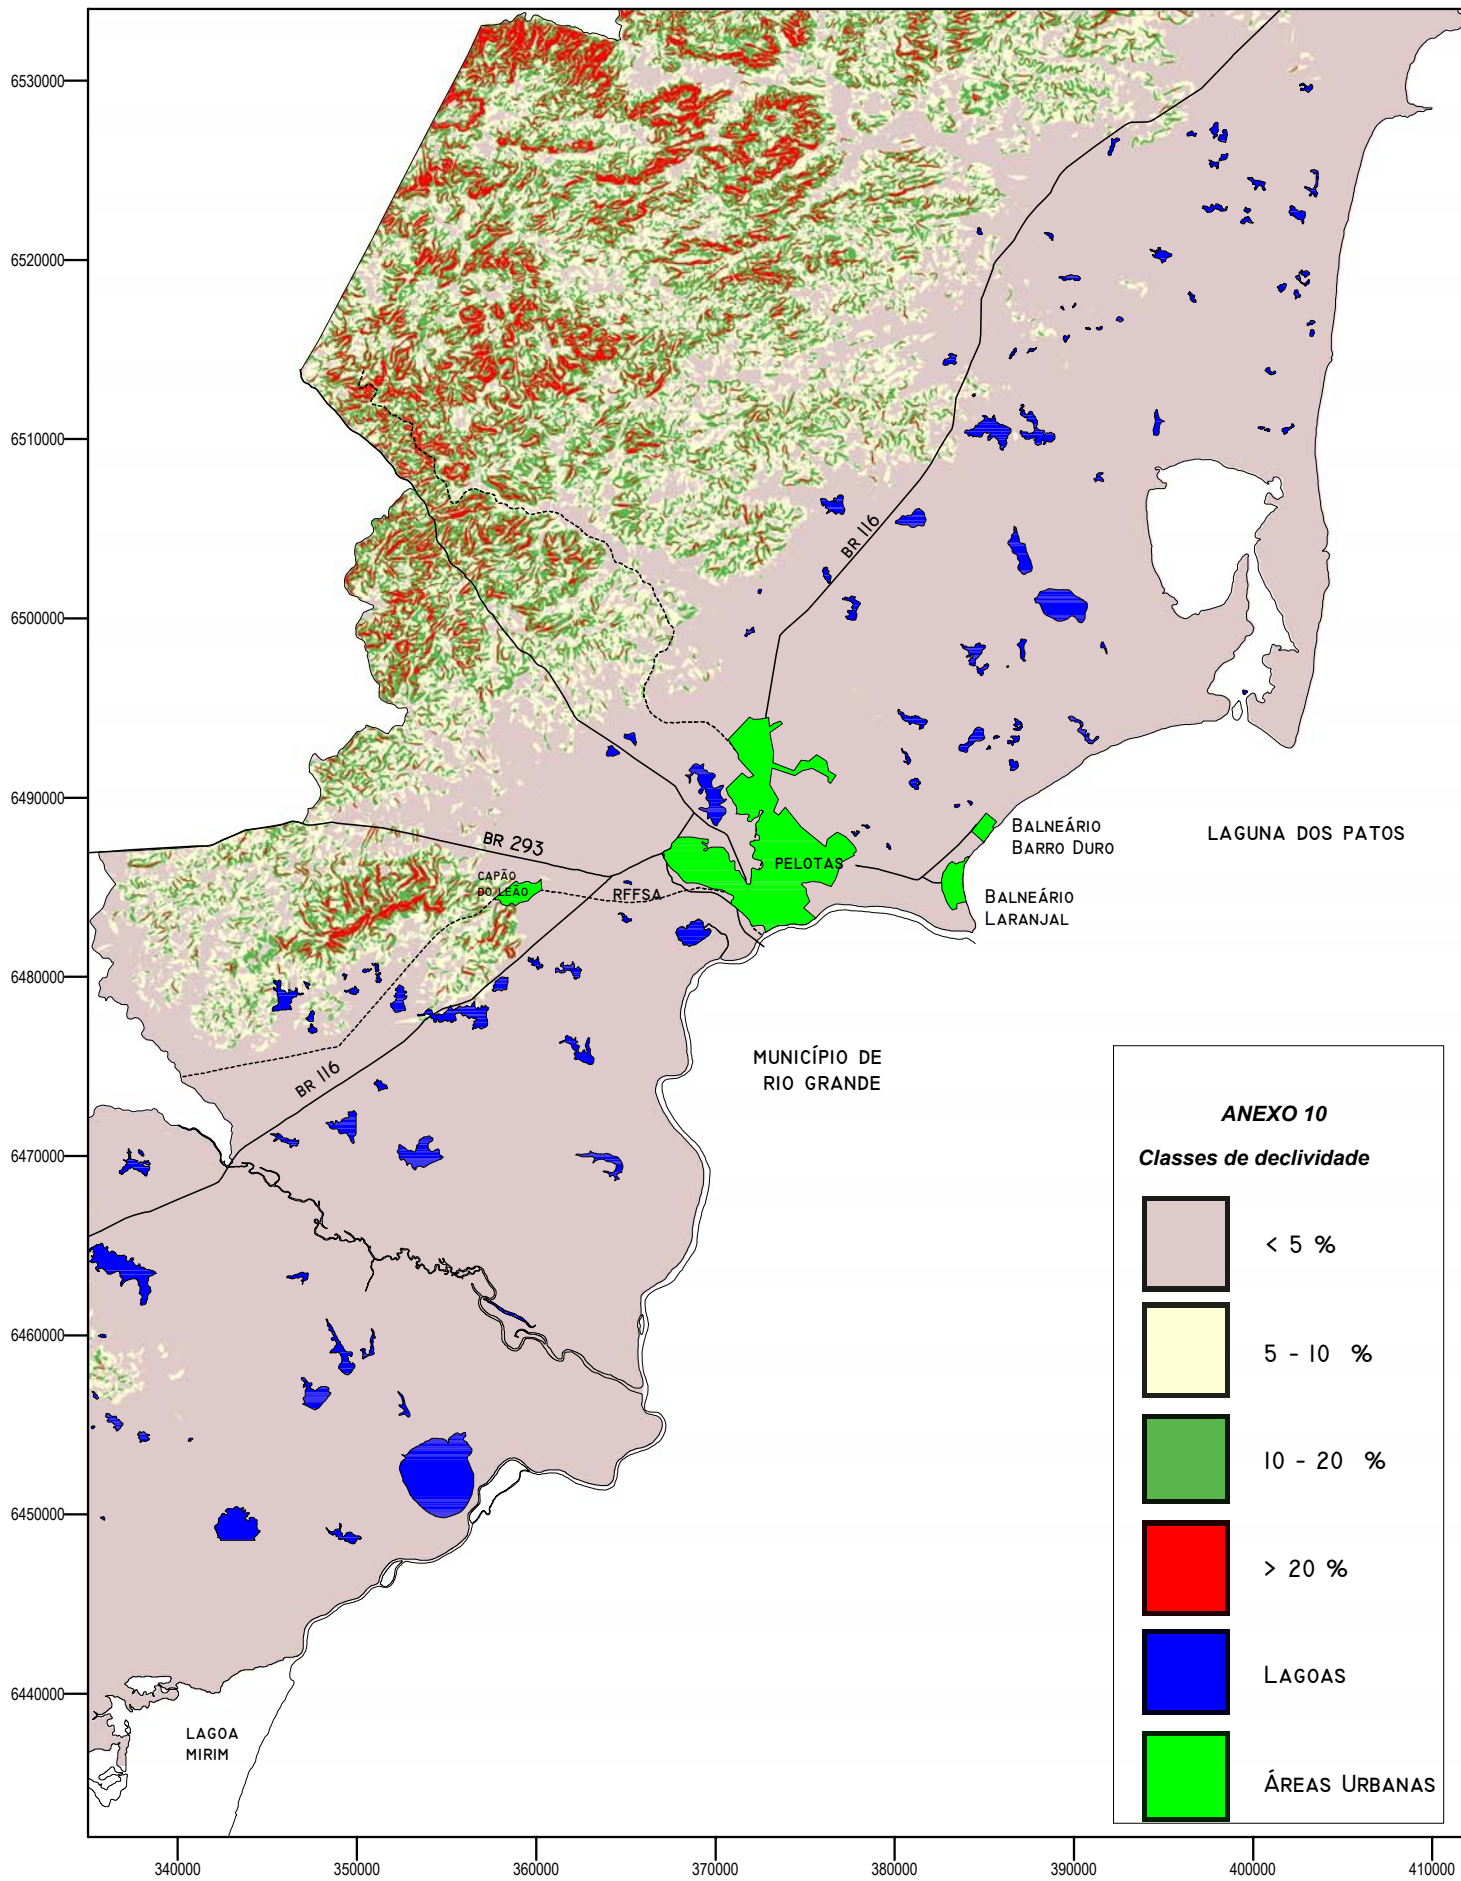 6530000
6520000
6510000
6500000
6490000
6480000
6470000
6460000
6450000
6440000
BR 116
BR 293
CAPÃO
DO LEÃO
RFFSA
PELOTAS
BALNEÁRIO
BARRO DURO
BALNEÁRIO
LARANJAL
LAGUNA DOS PATOS
MUNICÍPIO DE
RIO GRANDE
BR 116
LAGOA
MIRIM
ANEXO 10
Classes de declividade
< 5 %
5 - 10 %
10 - 20 %
> 20 %
LAGOAS
ÁREAS URBANAS
340000
350000
360000
370000
380000
390000
400000
410000